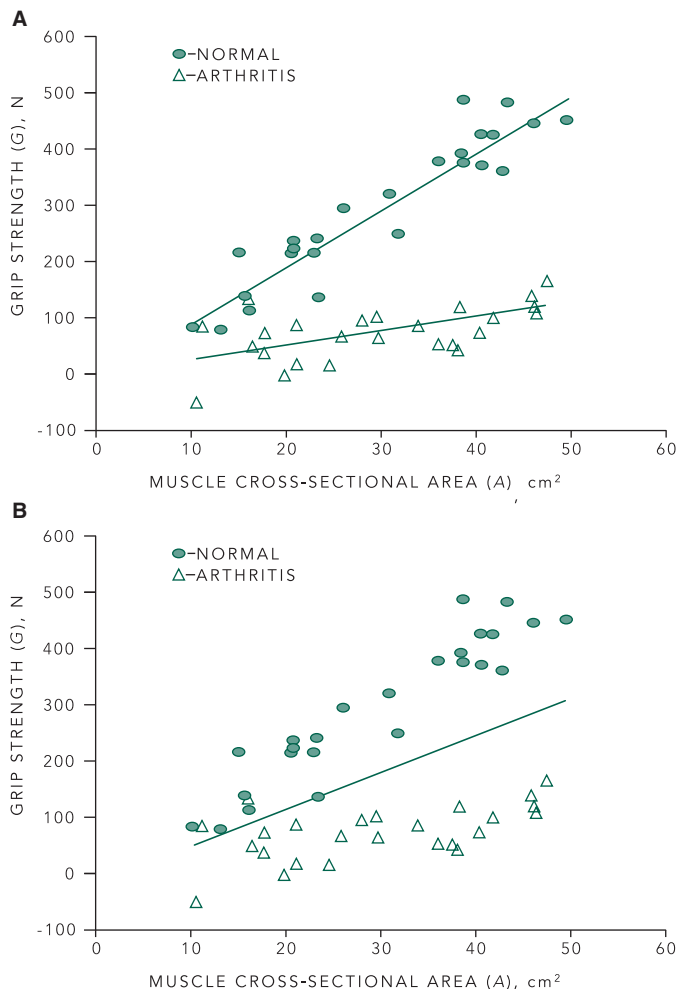 A
600
NORMAL
ARTHRITIS
500
400
300
200
100
0
-100
GRIP STRENGTH (G), N
0 10 20 30 40 50 60
MUSCLE CROSS-SECTIONAL AREA (A) , cm²
B
600
NORMAL
ARTHRITIS
500
400
300
200
100
0
-100
GRIP STRENGTH (G), N
0 10 20 30 40 50 60
MUSCLE CROSS-SECTIONAL AREA (A), cm²